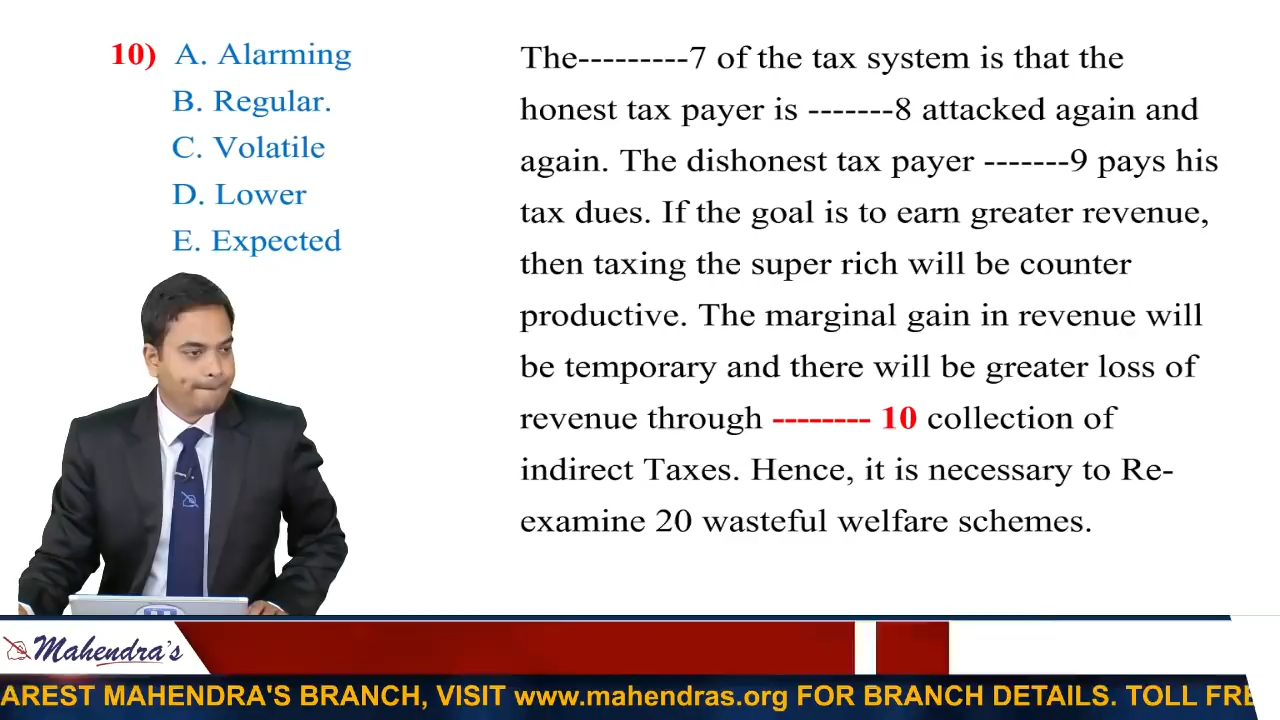 10) A. Alarming
B. Regular.
C. Volatile
D. Lower
E. Expected
The---------7 of the tax system is that the
honest tax payer is -------8 attacked again and
again. The dishonest tax payer -------9 pays his
tax dues. If the goal is to earn greater revenue,
then taxing the super rich will be counter
productive. The marginal gain in revenue will
be temporary and there will be greater loss of
revenue through -------- 10 collection of
indirect Taxes. Hence, it is necessary to Re-
examine 20 wasteful welfare schemes.
Mahendra's
AREST MAHENDRA'S BRANCH, VISIT www.mahendras.org FOR BRANCH DETAILS. TOLL FRE